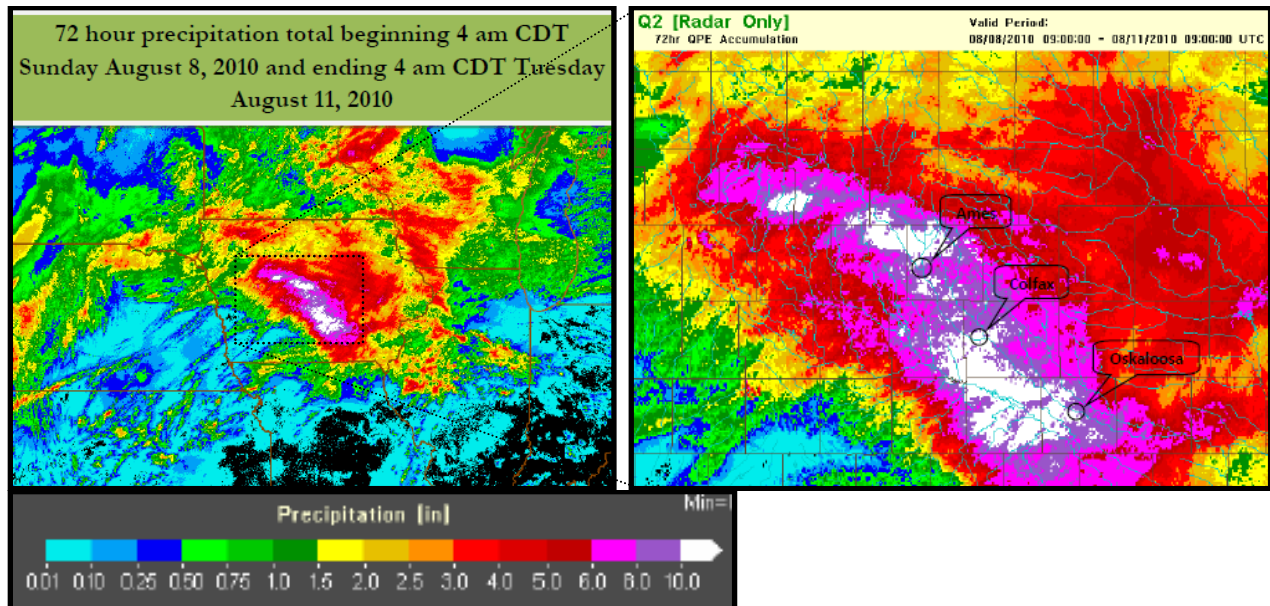 72 hour precipitation total beginning 4 am CDT
Sunday August 8, 2010 and ending 4 am CDT Tuesday
August 11, 2010
Q2 [Radar Only]
72hr QPE Accumulation
Valid Period:
08/08/2010 09:00:00 - 08/11/2010 09:00:00 UTC
Ames
Colfax
Oskaloosa
Precipitation [in]
Min=
0.01 0.10 0.25 0.50 0.75 1.0 1.5 2.0 2.5 3.0 4.0 5.0 6.0 8.0 10.0